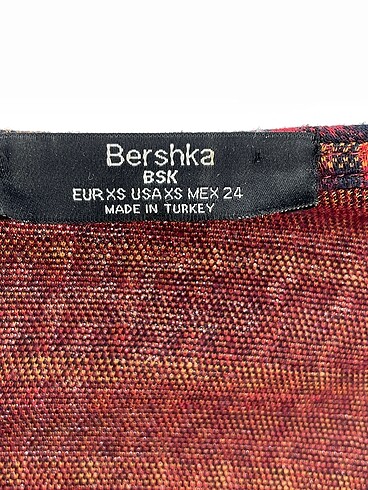 Bershka
BSK
EUR XS USA XS MEX 24
MADE IN TURKEY